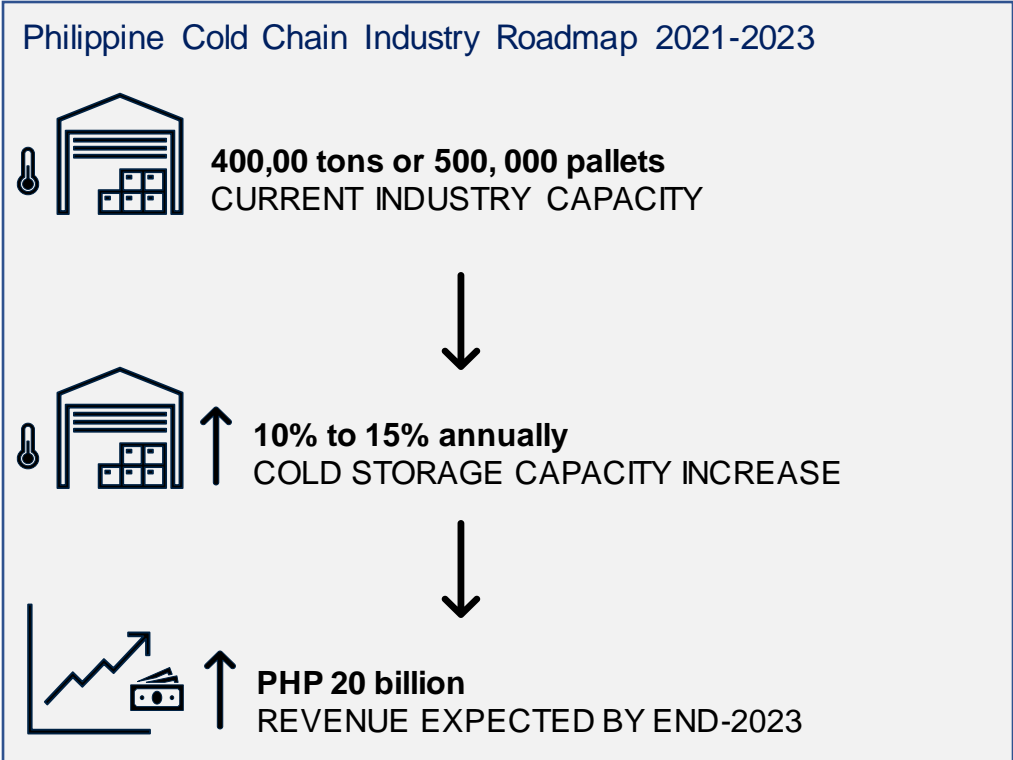 Philippine Cold Chain Industry Roadmap 2021-2023
400,00 tons or 500, 000 pallets
CURRENT INDUSTRY CAPACITY
10% to 15% annually
COLD STORAGE CAPACITY INCREASE
PHP 20 billion
REVENUE EXPECTED BY END-2023